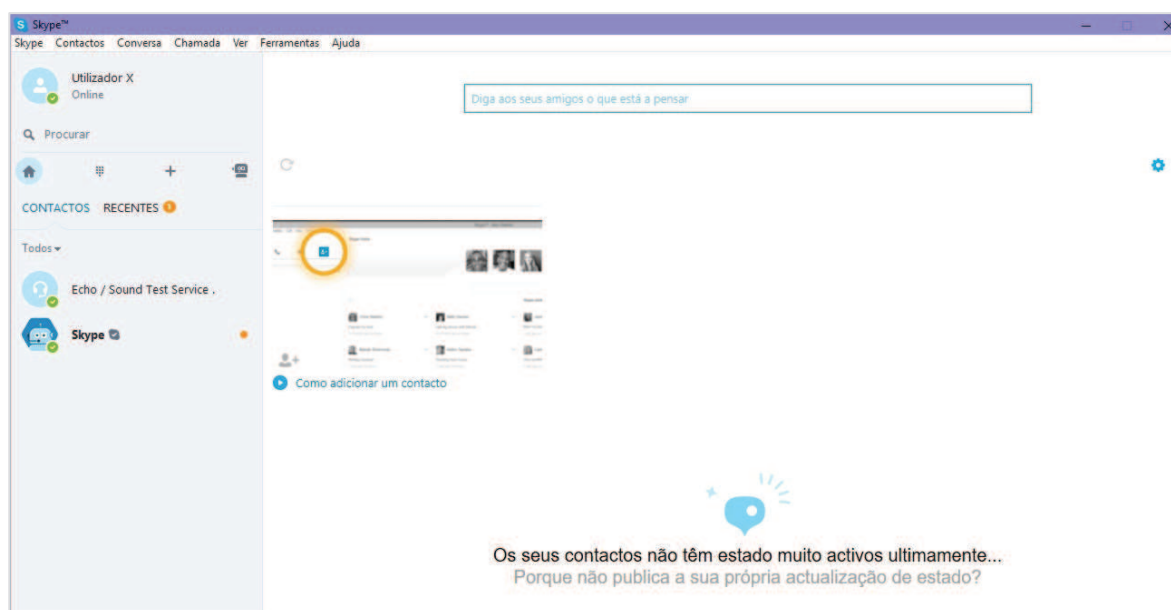 Skype™
Skype Contactos Conversa Chamada Ver Ferramentas Ajuda
Utilizador X
Online
Procurar
CONTACTOS RECENTES 1
Todos
Echo / Sound Test Service .
Skype
Diga aos seus amigos o que está a pensar
Como adicionar um contacto
Os seus contactos não têm estado muito activos ultimamente...
Porque não publica a sua própria actualização de estado?